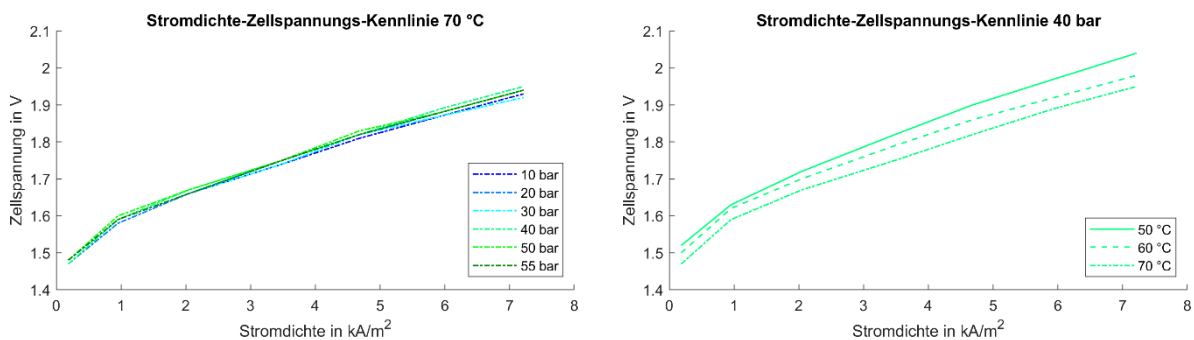 Stromdichte-Zellspannungs-Kennlinie 70 °C
2.1
2
1.9
1.8
1.7
1.6
1.5
1.4
Zellspannung in V
0 1 2 3 4 5 6 7 8
Stromdichte in kA/m²
10 bar
20 bar
30 bar
40 bar
50 bar
55 bar
Stromdichte-Zellspannungs-Kennlinie 40 bar
2.1
2
1.9
1.8
1.7
1.6
1.5
1.4
Zellspannung in V
0 1 2 3 4 5 6 7 8
Stromdichte in kA/m²
50 °C
60 °C
70 °C